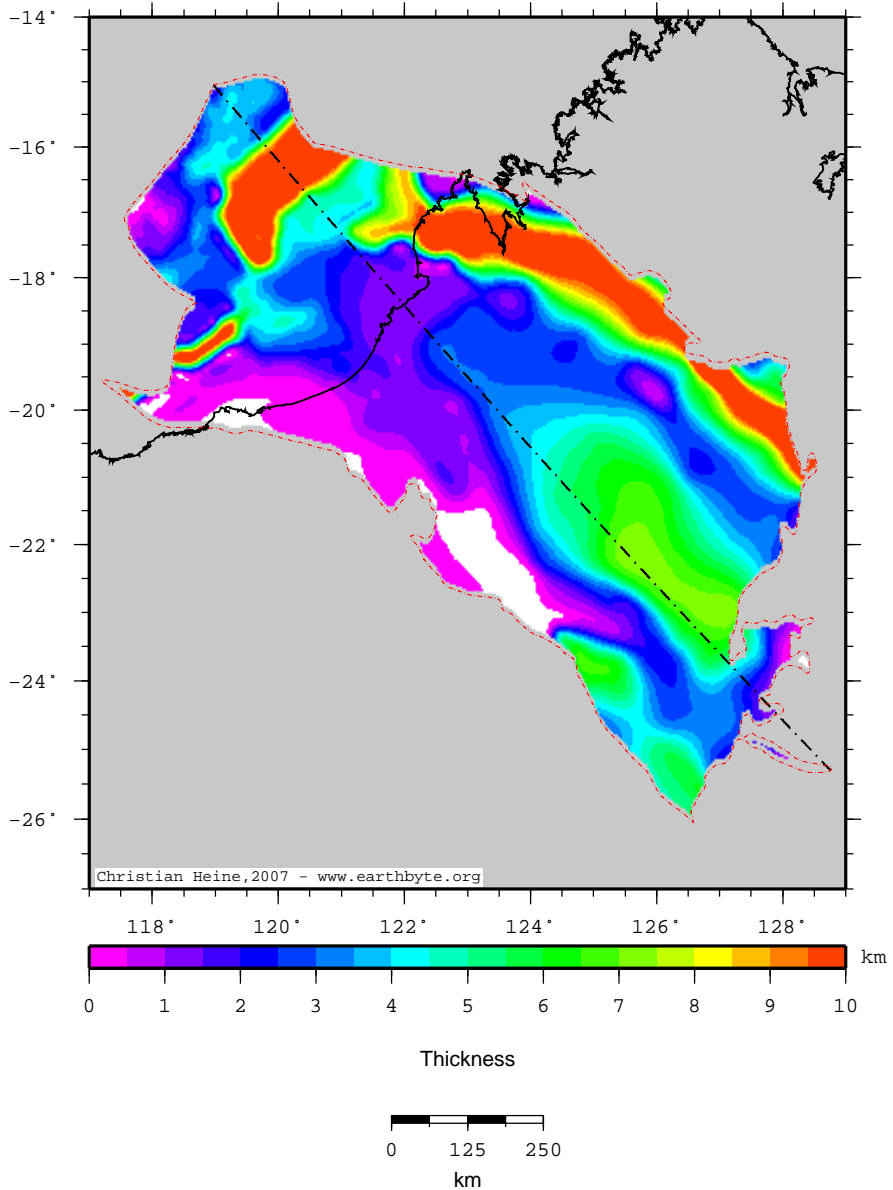 −14°
−16°
−18°
−20°
−22°
−24°
−26°
Christian Heine,2007 − www.earthbyte.org
118° 120° 122° 124° 126° 128°
km
0 1 2 3 4 5 6 7 8 9 10
Thickness
0 125 250
km